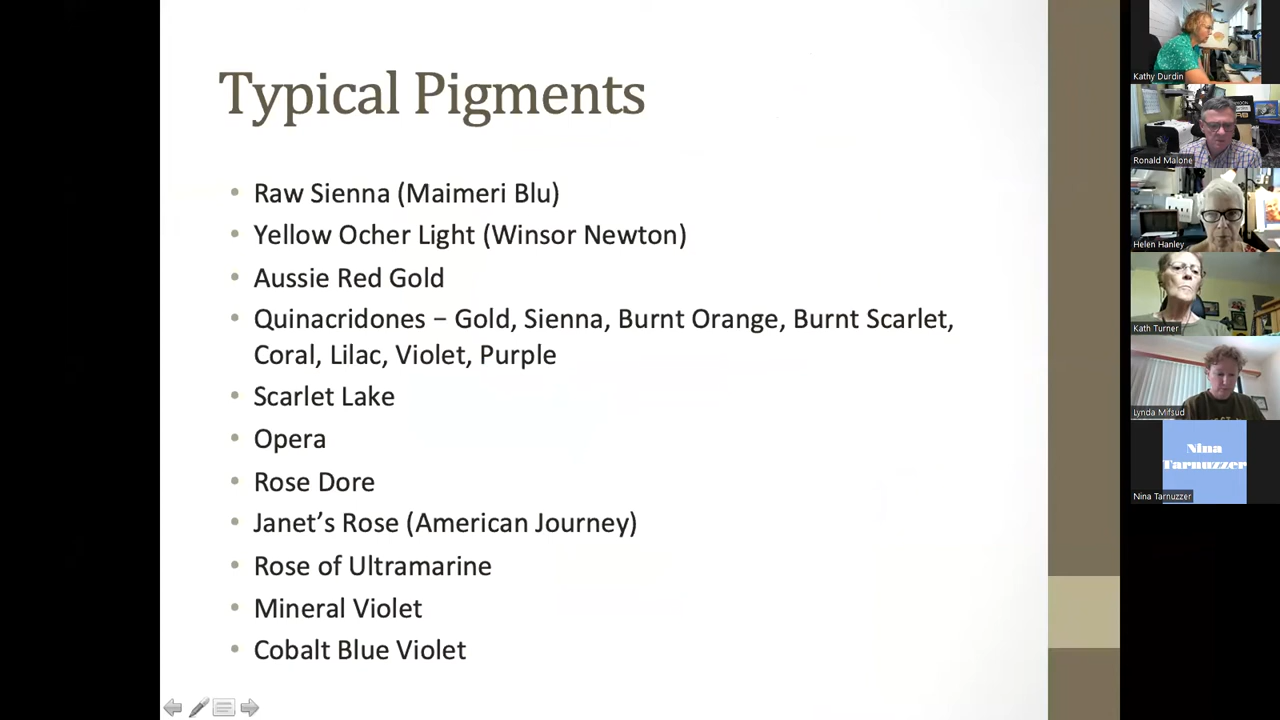 Typical Pigments
• Raw Sienna (Maimeri Blu)
• Yellow Ocher Light (Winsor Newton)
• Aussie Red Gold
• Quinacridones – Gold, Sienna, Burnt Orange, Burnt Scarlet,
Coral, Lilac, Violet, Purple
• Scarlet Lake
• Opera
• Rose Dore
• Janet’s Rose (American Journey)
• Rose of Ultramarine
• Mineral Violet
• Cobalt Blue Violet
Kathy Durdin
Ronald Malone
Helen Hanley
Kath Turner
Lynda Mifsud
Nina
Tarnuzzer
Nina Tarnuzzer